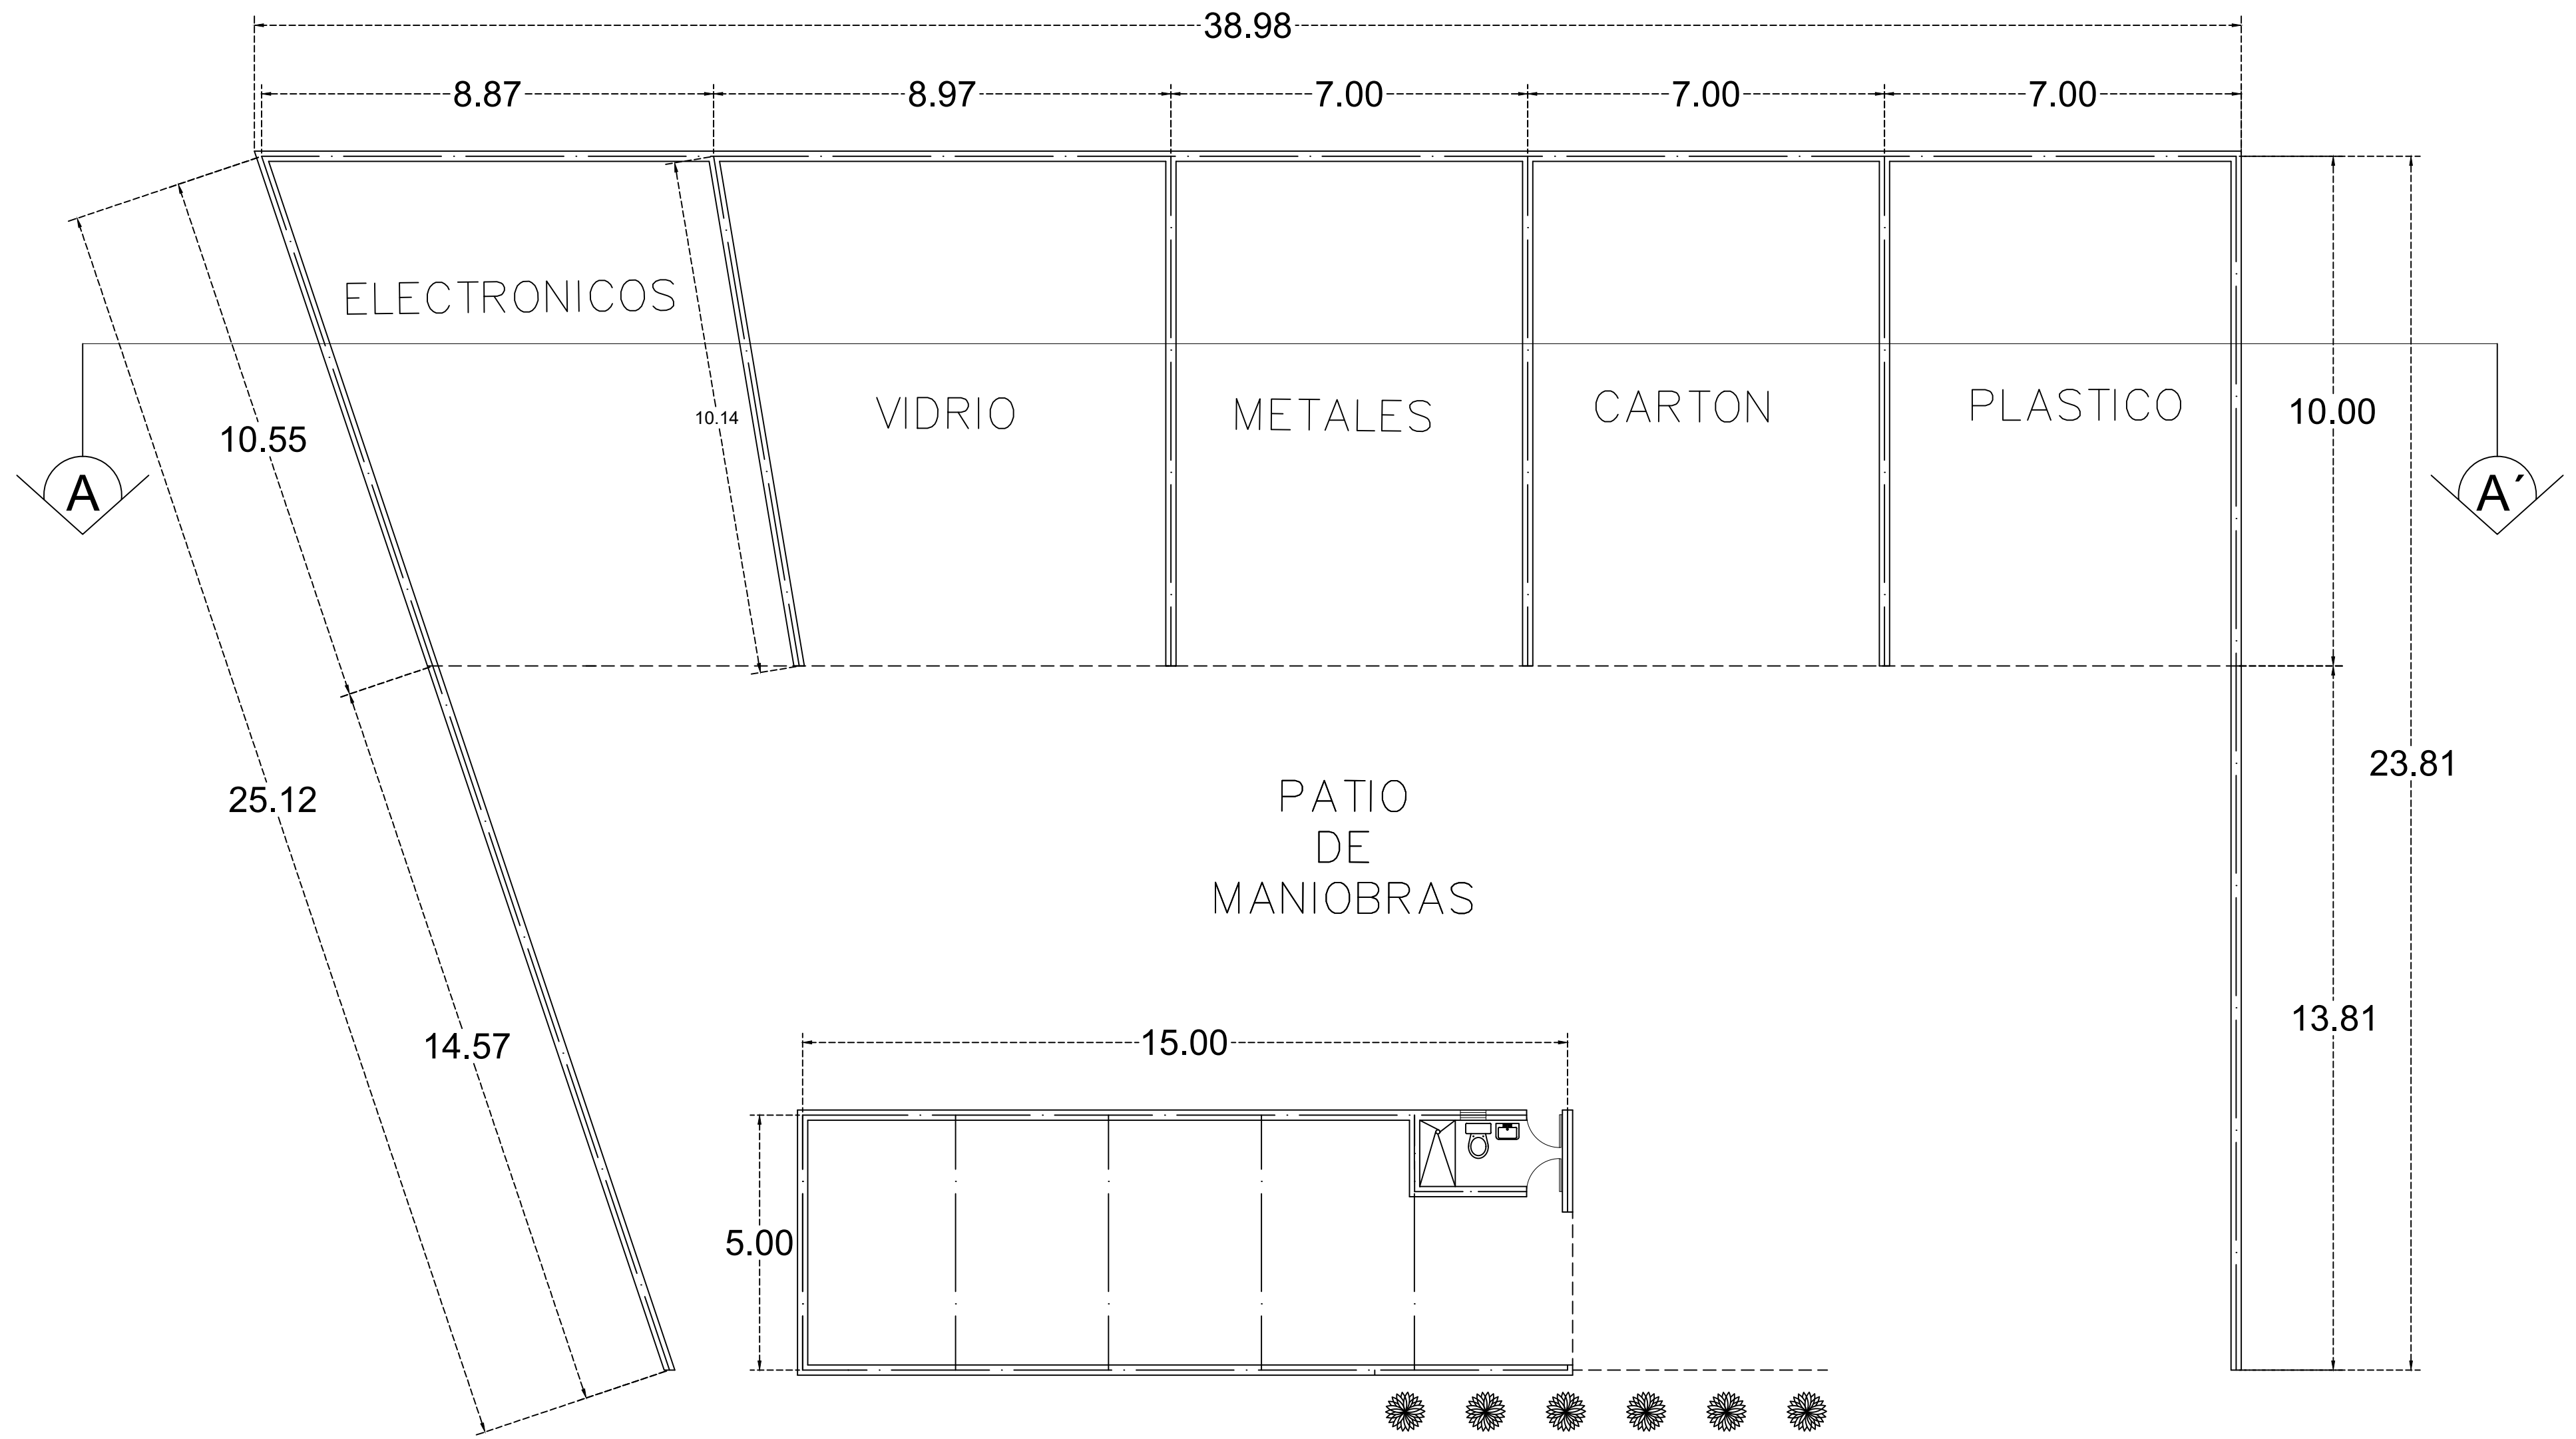 38.98
8.87
8.97
7.00
7.00
7.00
ELECTRONICOS
VIDRIO
METALES
CARTON
PLASTICO
10.14
10.55
10.00
A
A´
25.12
23.81
PATIO
DE
MANIOBRAS
14.57
13.81
15.00
5.00